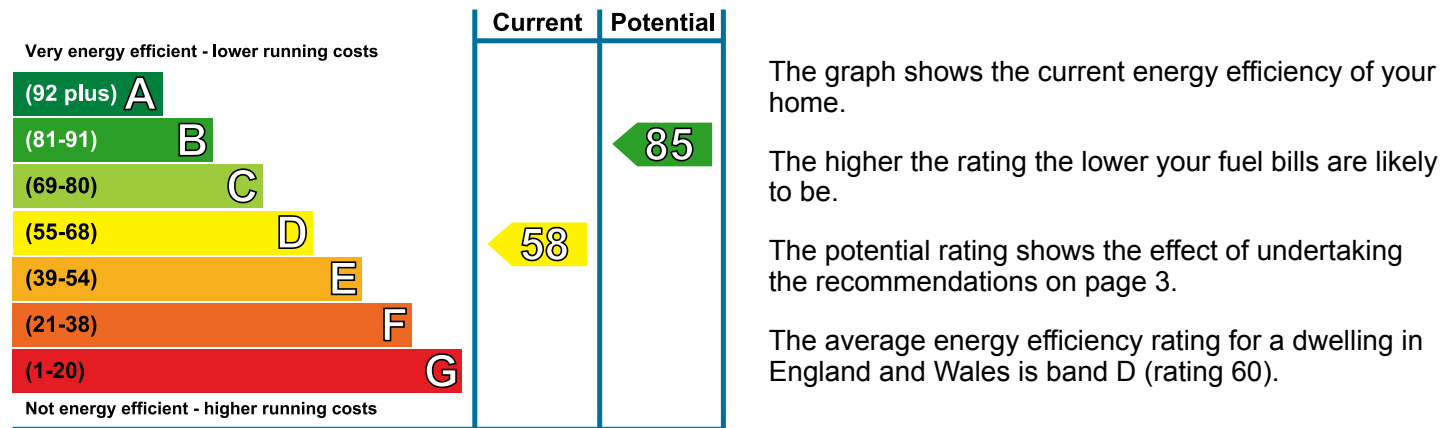 Current Potential
Very energy efficient - lower running costs
(92 plus) A
(81-91) B
85
(69-80) C
(55-68) D
58
(39-54) E
(21-38) F
(1-20) G
Not energy efficient - higher running costs
The graph shows the current energy efficiency of your
home.
The higher the rating the lower your fuel bills are likely
to be.
The potential rating shows the effect of undertaking
the recommendations on page 3.
The average energy efficiency rating for a dwelling in
England and Wales is band D (rating 60).